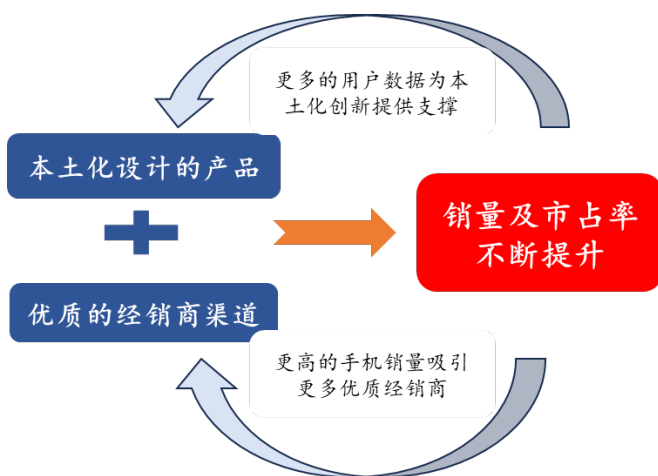 更多的用户数据为本
土化创新提供支撑
本土化设计的产品
销量及市占率
不断提升
优质的经销商渠道
更高的手机销量吸引
更多优质经销商